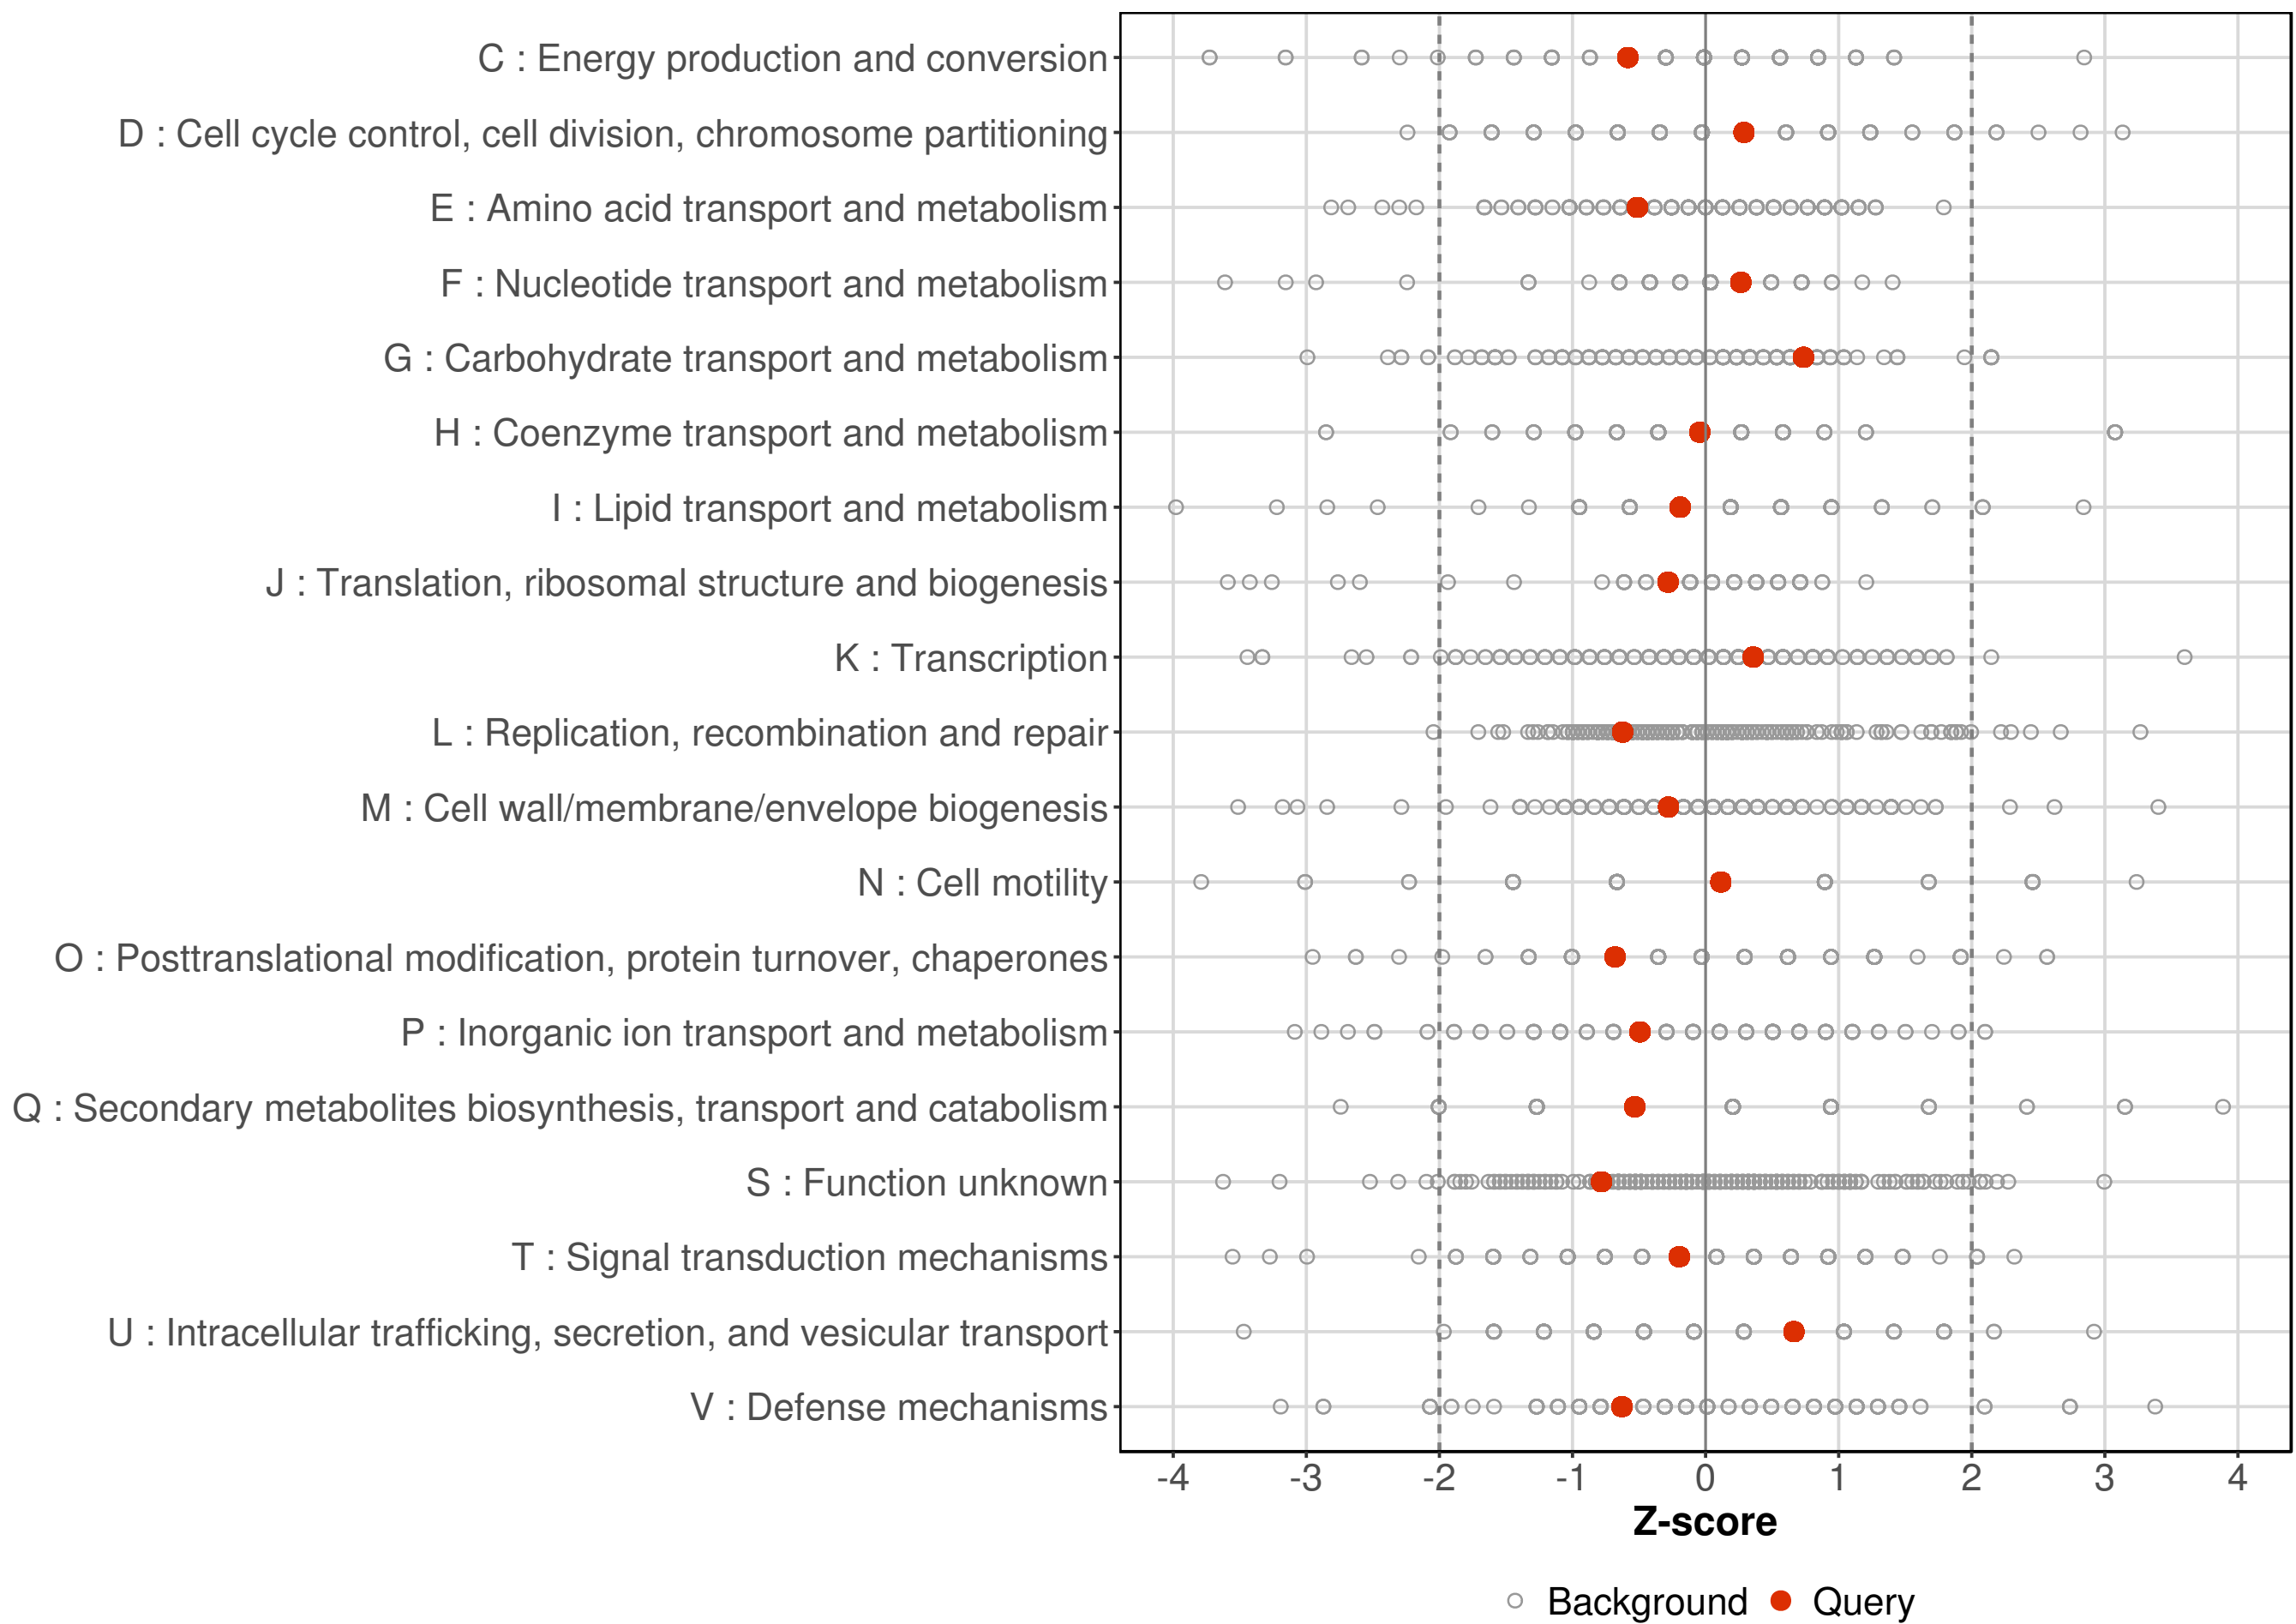 C : Energy production and conversion
D : Cell cycle control, cell division, chromosome partitioning
E : Amino acid transport and metabolism
F : Nucleotide transport and metabolism
G : Carbohydrate transport and metabolism
H : Coenzyme transport and metabolism
I : Lipid transport and metabolism
J : Translation, ribosomal structure and biogenesis
K : Transcription
L : Replication, recombination and repair
M : Cell wall/membrane/envelope biogenesis
N : Cell motility
O : Posttranslational modification, protein turnover, chaperones
P : Inorganic ion transport and metabolism
Q : Secondary metabolites biosynthesis, transport and catabolism
S : Function unknown
T : Signal transduction mechanisms
U : Intracellular trafficking, secretion, and vesicular transport
V : Defense mechanisms
-4 -3 -2 -1 0 1 2 3 4
Z-score
Background Query